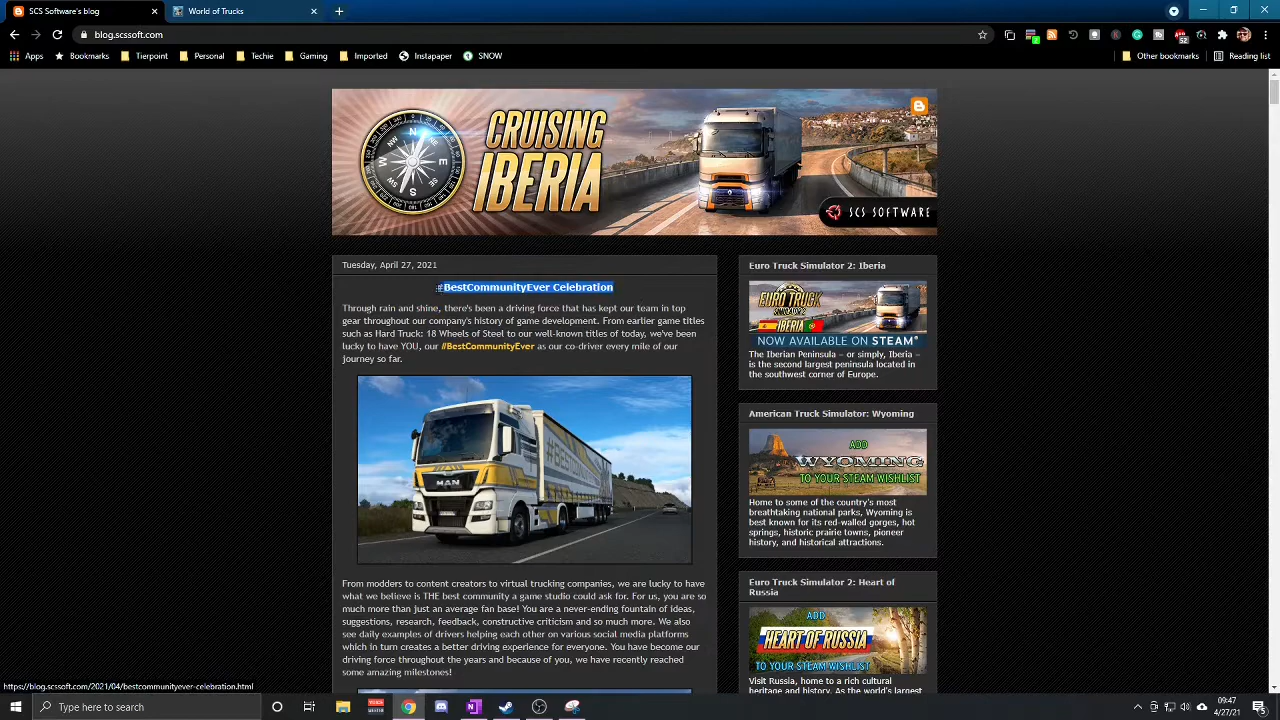 SCS Software's blog
World of Trucks
blog.scssoft.com
Apps
Bookmarks
Tierpoint
Personal
Techie
Gaming
Imported
Instapaper
SNOW
Other bookmarks
Reading list
CRUISING
IBERIA
SCS SOFTWARE
Tuesday, April 27, 2021
#BestCommunityEver Celebration
Through rain and shine, there's been a driving force that has kept our team in top
gear throughout our company's history of game development. From earlier game titles
such as Hard Truck: 18 Wheels of Steel to our well-known titles of today, we've been
lucky to have YOU, our #BestCommunityEver as our co-driver every mile of our
journey so far.
MAN
From modders to content creators to virtual trucking companies, we are lucky to have
what we believe is THE best community a game studio could ask for. For us, you are so
much more than just an average fan base! You are a never-ending fountain of ideas,
suggestions, research, feedback, constructive criticism and so much more. We also
see daily examples of drivers helping each other on various social media platforms
which in turn creates a better driving experience for everyone. You have become our
driving force throughout the years and because of you, we have recently reached
some amazing milestones!
Euro Truck Simulator 2: Iberia
EURO TRUCK
IBERIA
NOW AVAILABLE ON STEAM*
The Iberian Peninsula – or simply, Iberia –
is the second largest peninsula located in
the southwest corner of Europe.
American Truck Simulator: Wyoming
ADD
WYOMING
TO YOUR STEAM WISHLIST
Home to some of the country's most
breathtaking national parks, Wyoming is
best known for its red-walled gorges, hot
springs, historic prairie towns, pioneer
history, and historical attractions.
Euro Truck Simulator 2: Heart of
Russia
ADD
HEART OF RUSSIA
TO YOUR STEAM WISHLIST
Visit Russia, home to a rich cultural
heritage and history. As the world's largest
https://blog.scssoft.com/2021/04/bestcommunityever-celebration.html
Type here to search
09:47
4/27/21